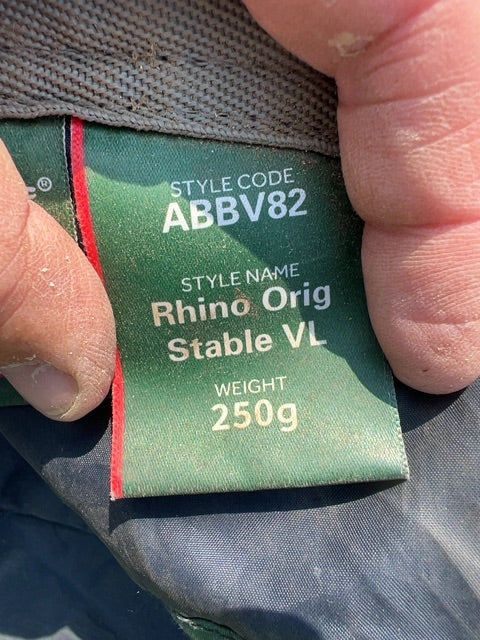 STYLE CODE
ABBV82
STYLE NAME
Rhino Orig
Stable VL
WEIGHT
250g